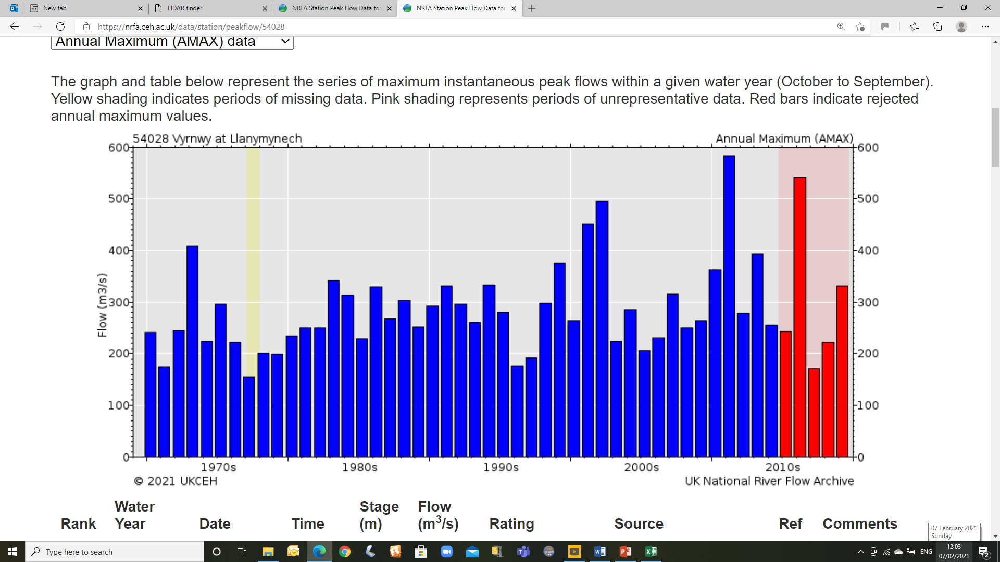 New tab
LIDAR finder
NRFA Station Peak Flow Data for
NRFA Station Peak Flow Data for
https://nrfa.ceh.ac.uk/data/station/peakflow/54028
Annual Maximum (AMAX) data
The graph and table below represent the series of maximum instantaneous peak flows within a given water year (October to September).
Yellow shading indicates periods of missing data. Pink shading represents periods of unrepresentative data. Red bars indicate rejected
annual maximum values.
54028 Vyrnwy at Llanymynech
Annual Maximum (AMAX)
600 600
500 500
400 400
300 300
200 200
100 100
0 0
Flow (m3/s)
1970s 1980s 1990s 2000s 2010s
© 2021 UKCEH
UK National River Flow Archive
Water Stage Flow
Rank Year Date Time (m) (m³/s) Rating Source Ref Comments
07 February 2021
Sunday
Type here to search
ENG
12:03
07/02/2021
2